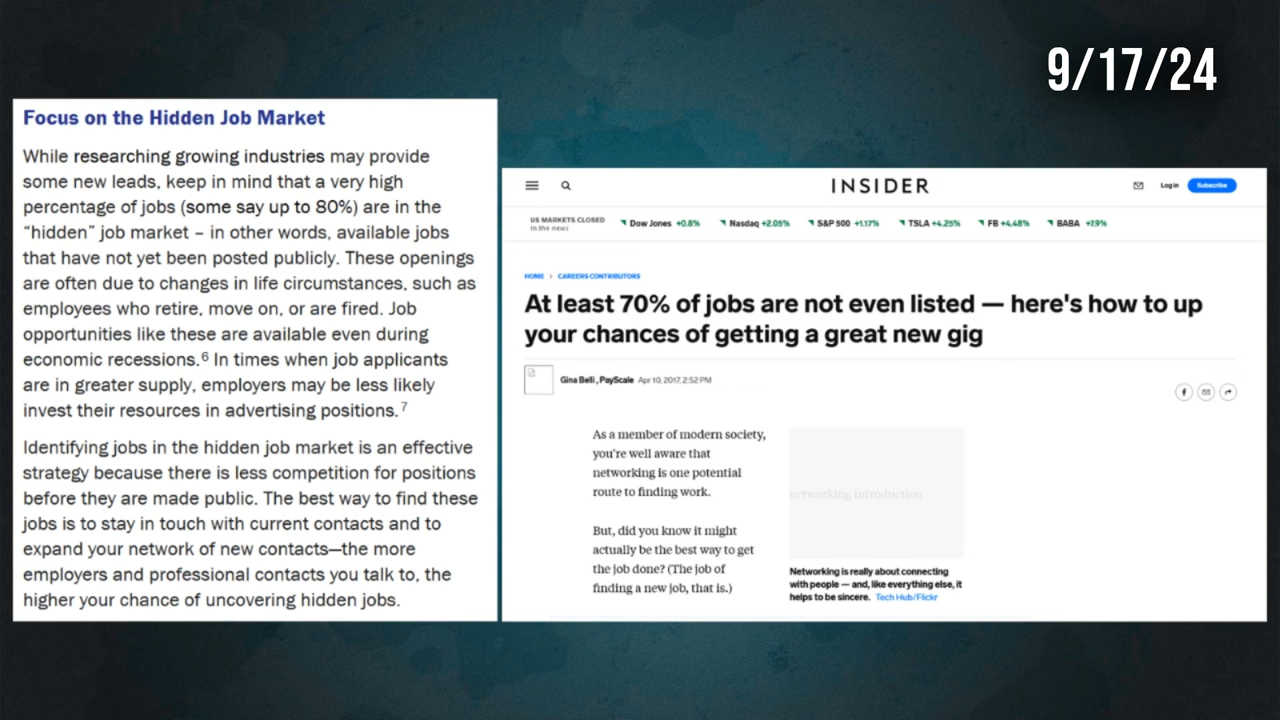 9/17/24
Focus on the Hidden Job Market
While researching growing industries may provide
some new leads, keep in mind that a very high
percentage of jobs (some say up to 80%) are in the
“hidden” job market – in other words, available jobs
that have not yet been posted publicly. These openings
are often due to changes in life circumstances, such as
employees who retire, move on, or are fired. Job
opportunities like these are available even during
economic recessions.⁶ In times when job applicants
are in greater supply, employers may be less likely
invest their resources in advertising positions.⁷
Identifying jobs in the hidden job market is an effective
strategy because there is less competition for positions
before they are made public. The best way to find these
jobs is to stay in touch with current contacts and to
expand your network of new contacts—the more
employers and professional contacts you talk to, the
higher your chance of uncovering hidden jobs.
INSIDER
Log in
Subscribe
US MARKETS CLOSED
In the news
Dow Jones +0.8%
Nasdaq +2.05%
S&P 500 +1.17%
TSLA +4.25%
FB +4.48%
BABA +7.9%
HOME > CAREERS CONTRIBUTORS
At least 70% of jobs are not even listed — here's how to up
your chances of getting a great new gig
Gina Belli , PayScale Apr 10, 2017, 2:52 PM
As a member of modern society,
you're well aware that
networking is one potential
route to finding work.
But, did you know it might
actually be the best way to get
the job done? (The job of
finding a new job, that is.)
networking introduction
Networking is really about connecting
with people — and, like everything else, it
helps to be sincere. Tech Hub/Flickr